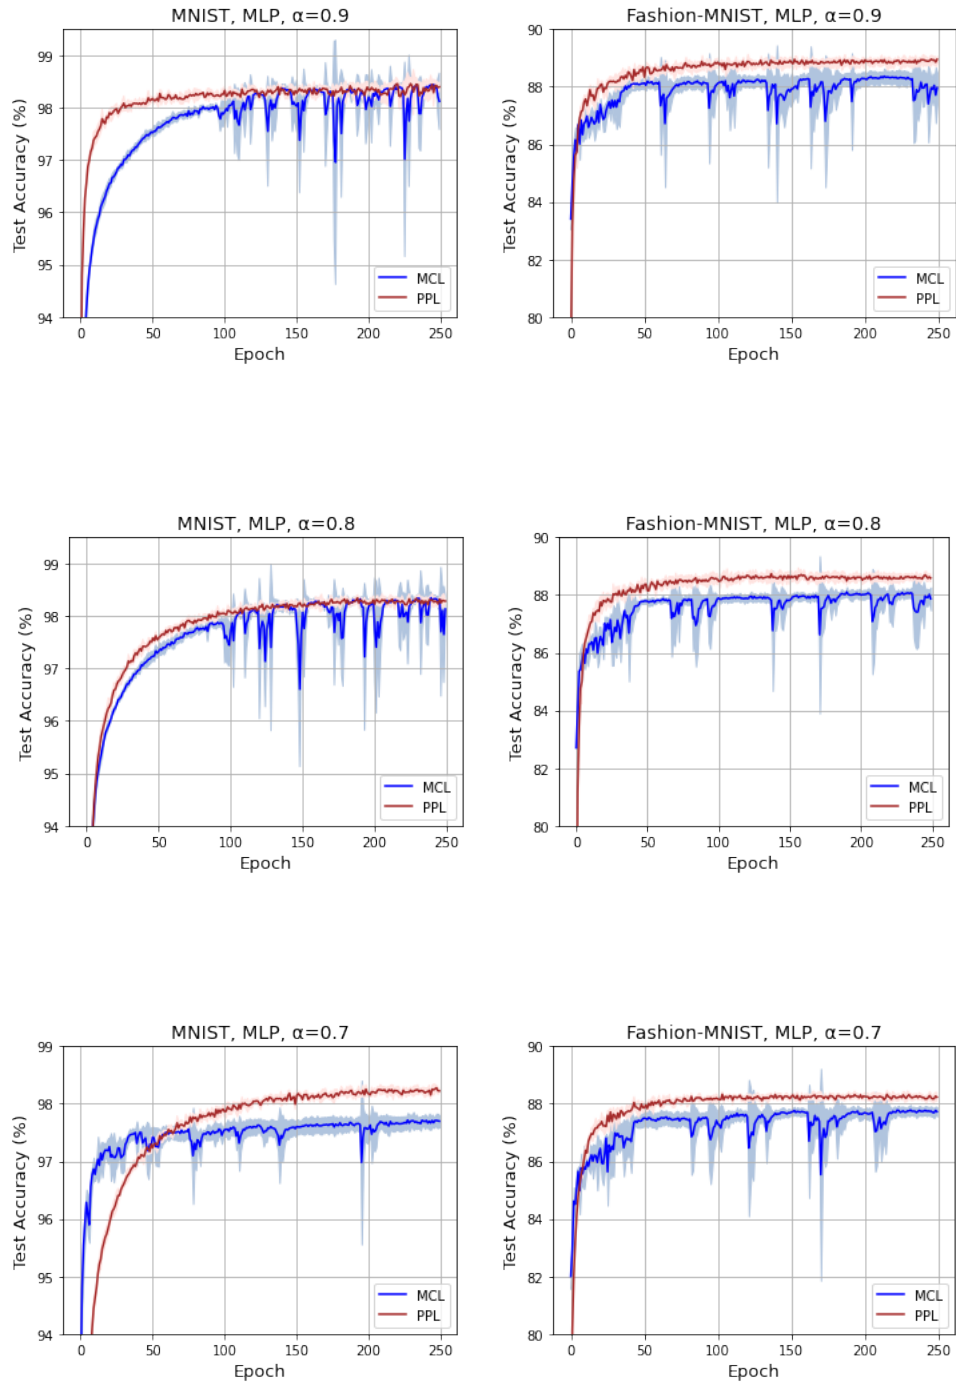 MNIST, MLP, α=0.9
Test Accuracy (%)
99
98
97
96
95
94
0 50 100 150 200 250
Epoch
MCL
PPL
Fashion-MNIST, MLP, α=0.9
Test Accuracy (%)
90
88
86
84
82
80
0 50 100 150 200 250
Epoch
MCL
PPL
MNIST, MLP, α=0.8
Test Accuracy (%)
99
98
97
96
95
94
0 50 100 150 200 250
Epoch
MCL
PPL
Fashion-MNIST, MLP, α=0.8
Test Accuracy (%)
90
88
86
84
82
80
0 50 100 150 200 250
Epoch
MCL
PPL
MNIST, MLP, α=0.7
Test Accuracy (%)
99
98
97
96
95
94
0 50 100 150 200 250
Epoch
MCL
PPL
Fashion-MNIST, MLP, α=0.7
Test Accuracy (%)
90
88
86
84
82
80
0 50 100 150 200 250
Epoch
MCL
PPL